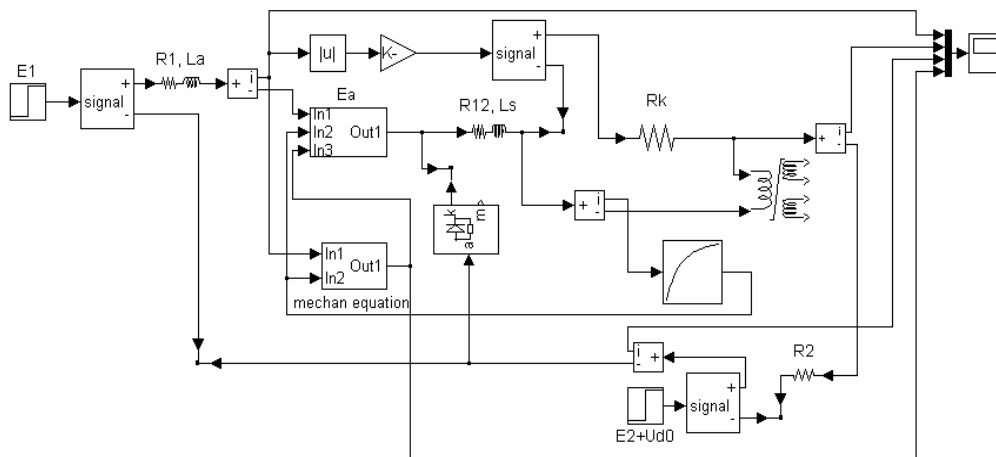 E1
signal
+
-
R1, La
+
i
-
|u|
K-
signal
+
-
Ea
In1
In2
In3
Out1
R12, Ls
Rk
+
i
-
k
m
a
+
i
-
In1
In2
Out1
mechan equation
i
-
+
R2
signal
+
-
E2+Ud0